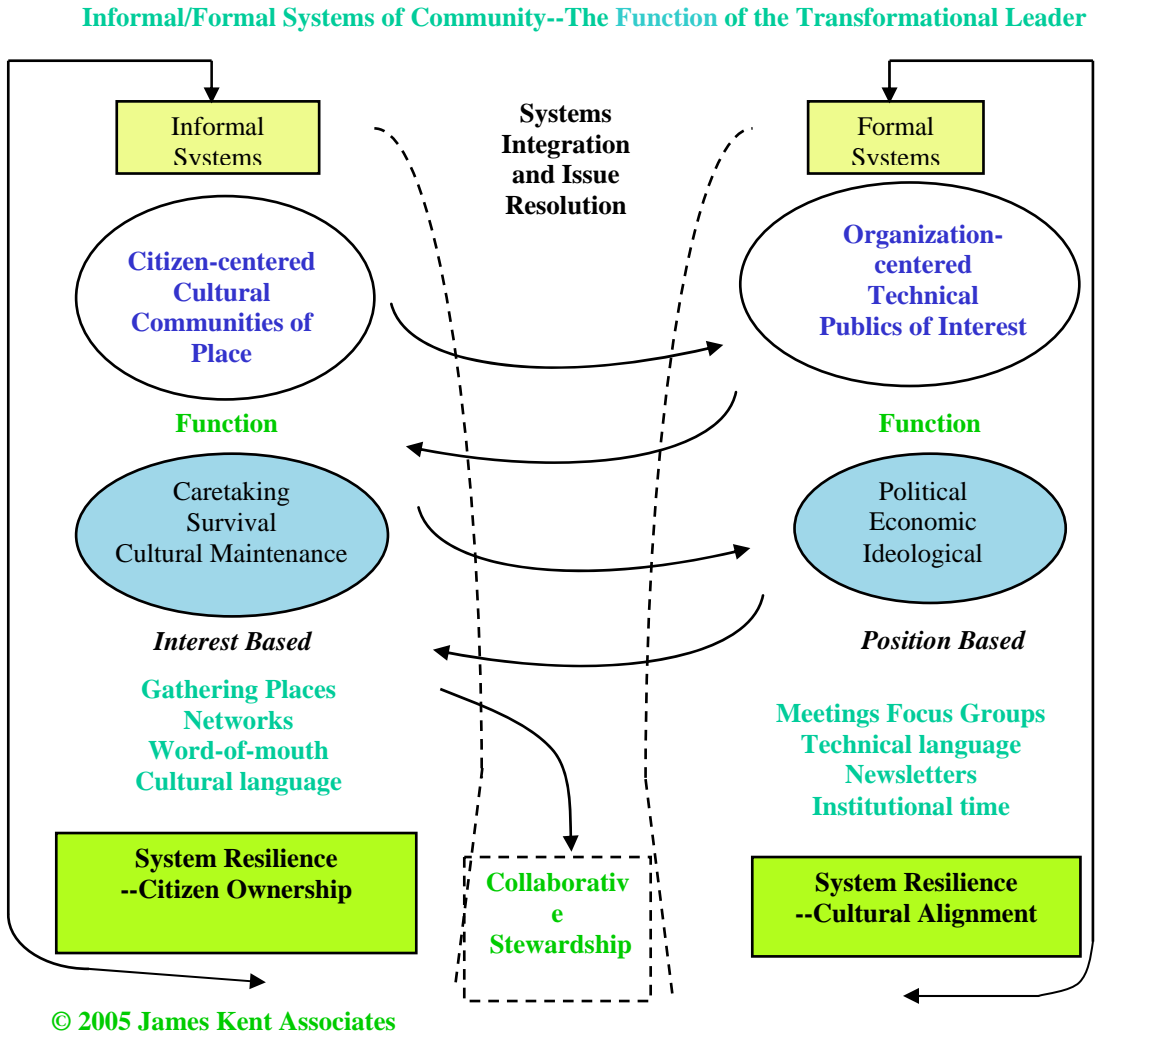 Informal/Formal Systems of Community--The Function of the Transformational Leader
Informal
Systems
Systems
Integration
and Issue
Resolution
Formal
Systems
Citizen-centered
Cultural
Communities of
Place
Organization-
centered
Technical
Publics of Interest
Function
Function
Caretaking
Survival
Cultural Maintenance
Political
Economic
Ideological
Interest Based
Position Based
Gathering Places
Networks
Word-of-mouth
Cultural language
Meetings Focus Groups
Technical language
Newsletters
Institutional time
System Resilience
--Citizen Ownership
Collaborativ
e
Stewardship
System Resilience
--Cultural Alignment
© 2005 James Kent Associates